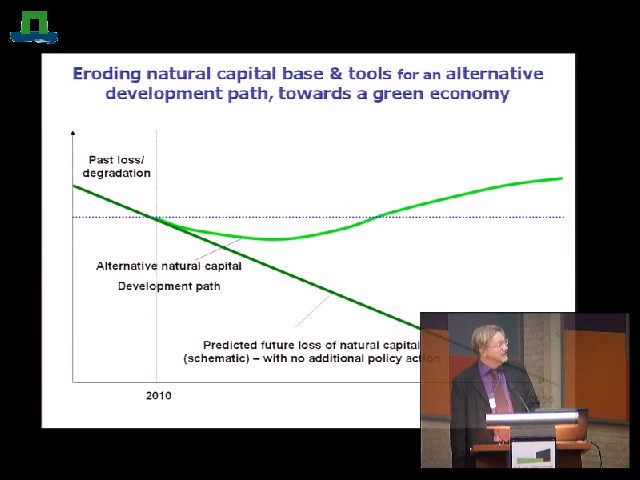 Eroding natural capital base & tools for an alternative
development path, towards a green economy
Past loss/
degradation
Alternative natural capital
Development path
Predicted future loss of natural capital
(schematic) – with no additional policy action
2010